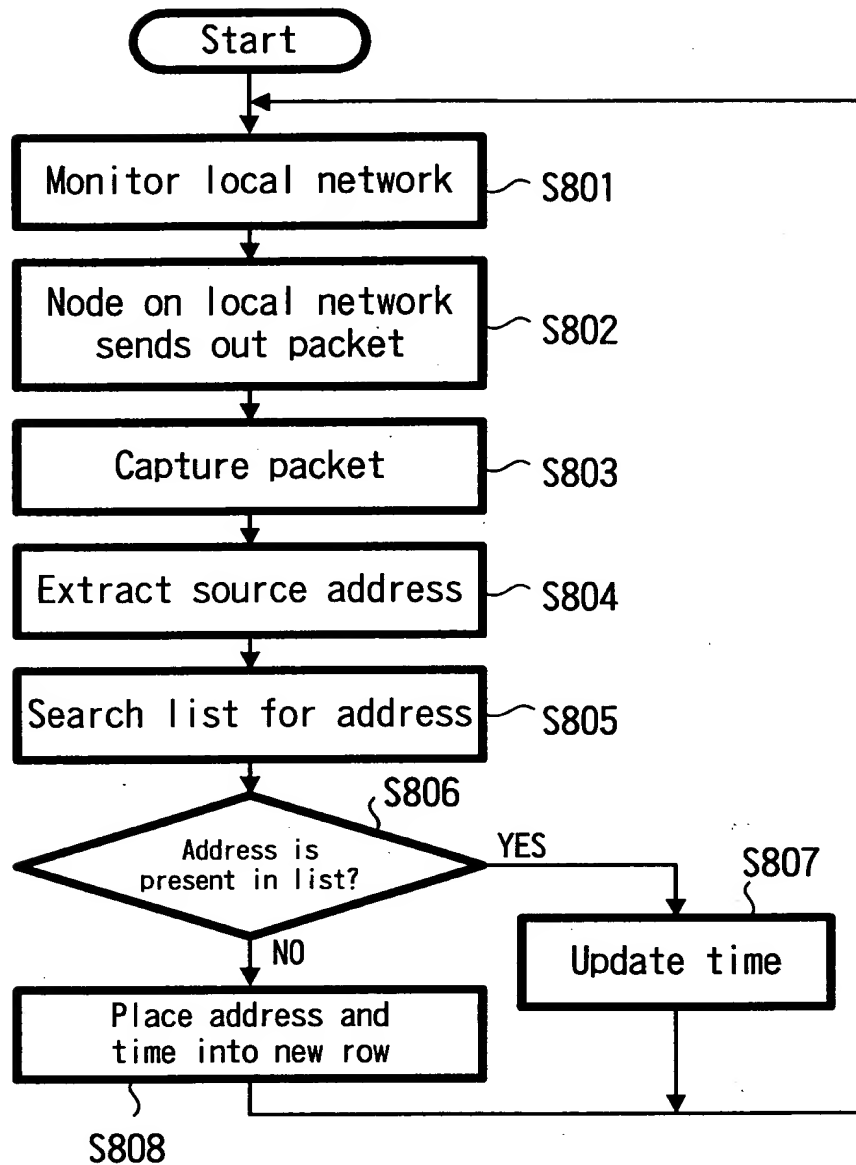 Start
Monitor local network
S801
Node on local network
sends out packet
S802
Capture packet
S803
Extract source address
S804
Search list for address
S805
S806
Address is
present in list?
YES
S807
Update time
NO
Place address and
time into new row
S808